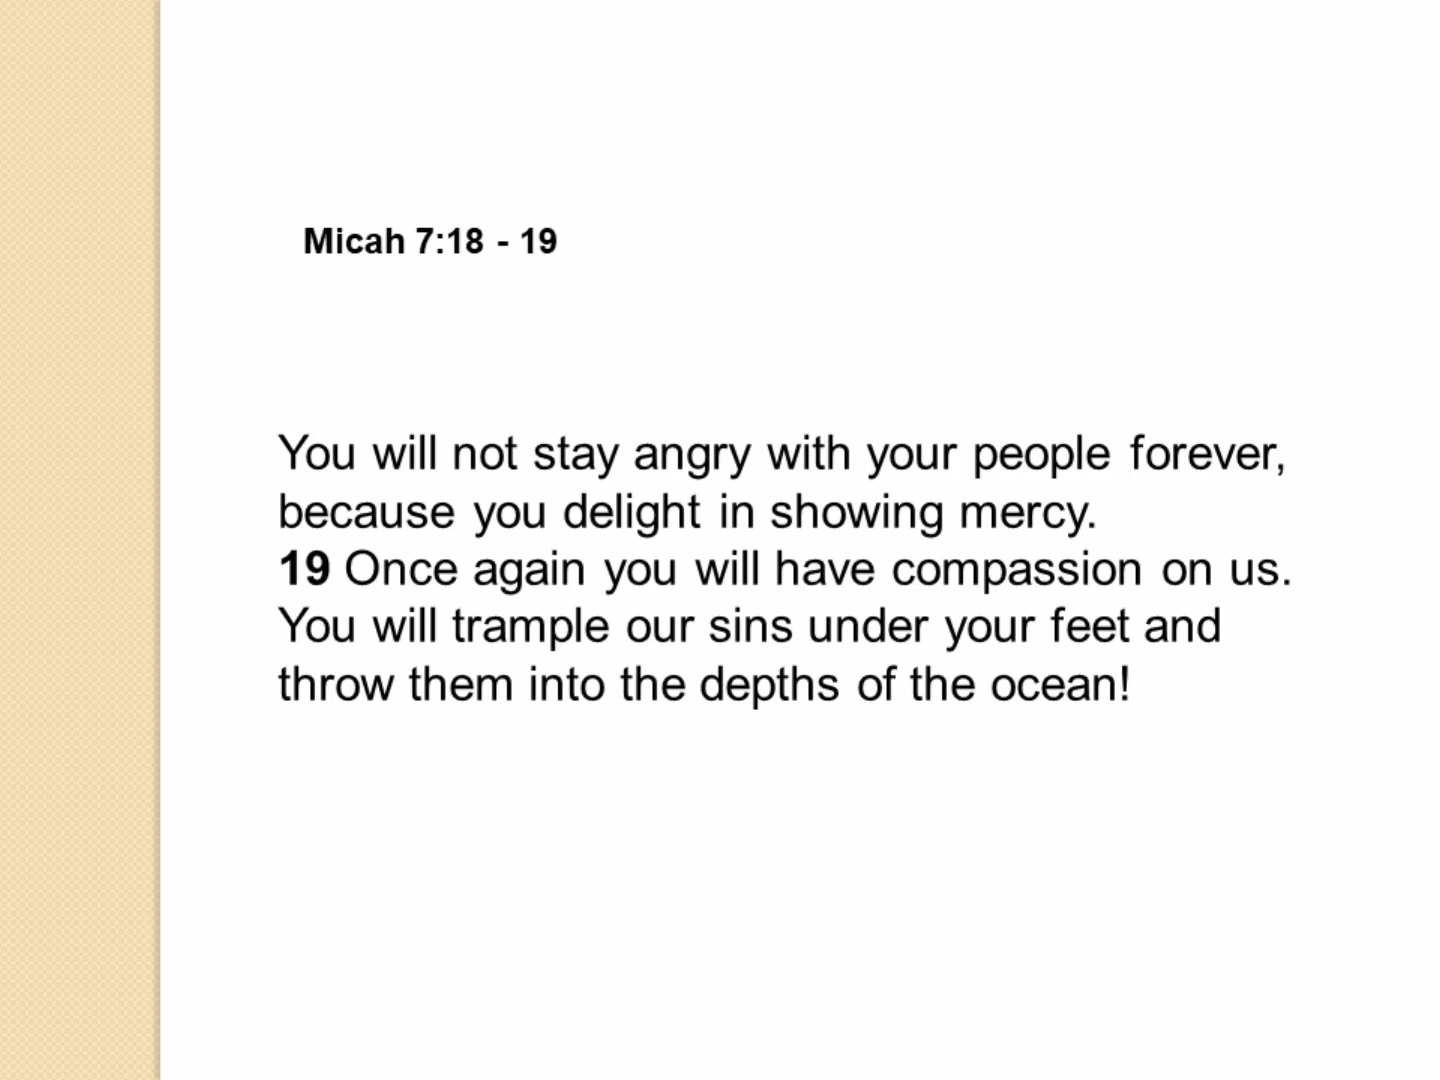 Micah 7:18 - 19
You will not stay angry with your people forever,
because you delight in showing mercy.
19 Once again you will have compassion on us.
You will trample our sins under your feet and
throw them into the depths of the ocean!